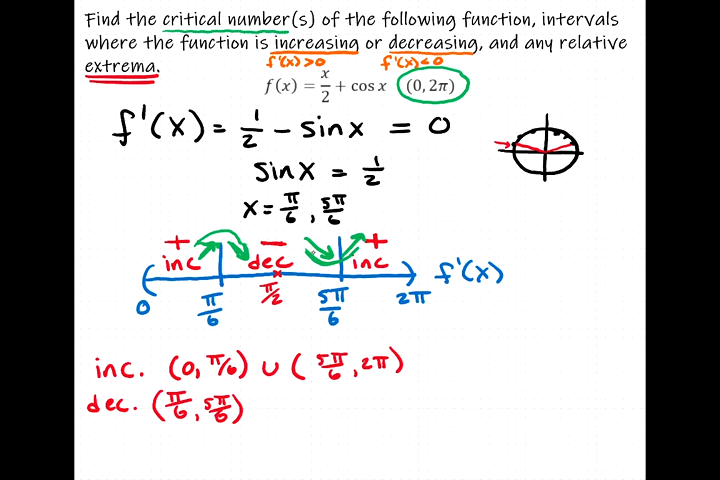 Find the critical number(s) of the following function, intervals
where the function is increasing or decreasing, and any relative
f'(x) > 0 f'(x) < 0
extrema.
f(x) = x/2 + cos x (0, 2π)
f'(x) = 1/2 - sin x = 0
sin x = 1/2
x = π/6, 5π/6
+ − +
inc dec inc f'(x)
0 π/6 π/2 5π/6 2π
inc. (0, π/6) ∪ (5π/6, 2π)
dec. (π/6, 5π/6)